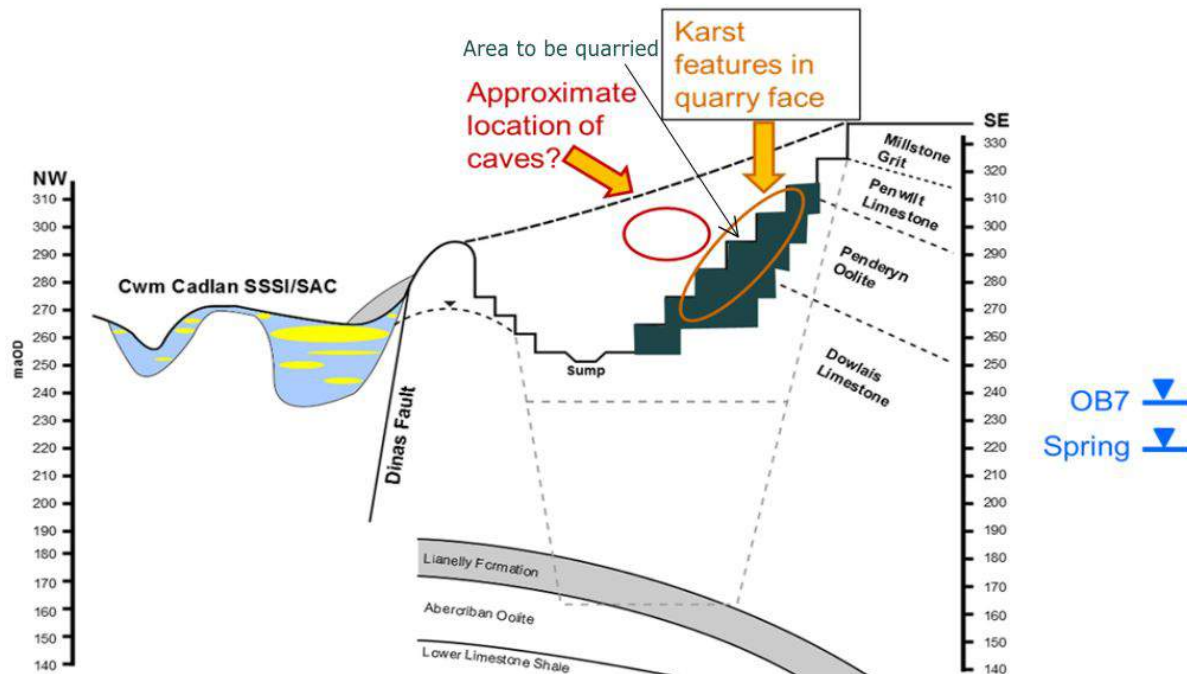 Area to be quarried
Karst
features in
quarry face
Approximate
location of
caves?
NW
SE
310
300
290
280
270
260
250
240
230
220
210
200
190
180
170
160
150
140
maOD
Cwm Cadlan SSSI/SAC
Dinas Fault
Sump
Millstone
Grit
Penwilt
Limestone
Penderyn
Oolite
Dowlais
Limestone
Lianelly Formation
Abercriban Oolite
Lower Limestone Shale
330
320
310
300
290
280
270
260
250
240
230
220
210
200
190
180
170
160
150
140
OB7
Spring